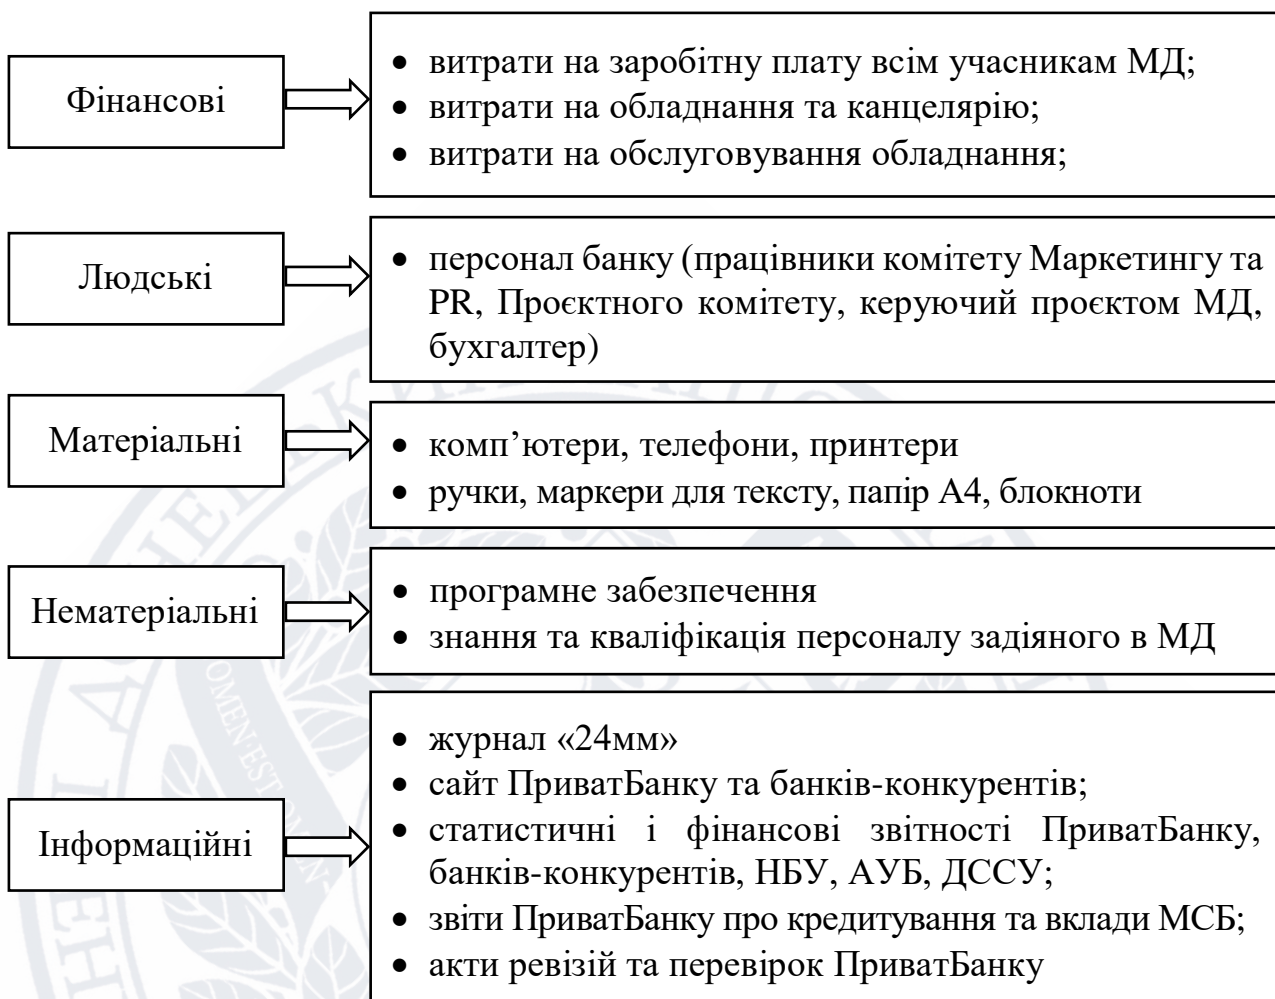 Фінансові
• витрати на заробітну плату всім учасникам МД;
• витрати на обладнання та канцелярію;
• витрати на обслуговування обладнання;
Людські
• персонал банку (працівники комітету Маркетингу та
PR, Проєктного комітету, керуючий проєктом МД,
бухгалтер)
Матеріальні
• комп’ютери, телефони, принтери
• ручки, маркери для тексту, папір А4, блокноти
Нематеріальні
• програмне забезпечення
• знання та кваліфікація персоналу задіяного в МД
Інформаційні
• журнал «24мм»
• сайт ПриватБанку та банків-конкурентів;
• статистичні і фінансові звітності ПриватБанку,
банків-конкурентів, НБУ, АУБ, ДССУ;
• звіти ПриватБанку про кредитування та вклади МСБ;
• акти ревізій та перевірок ПриватБанку